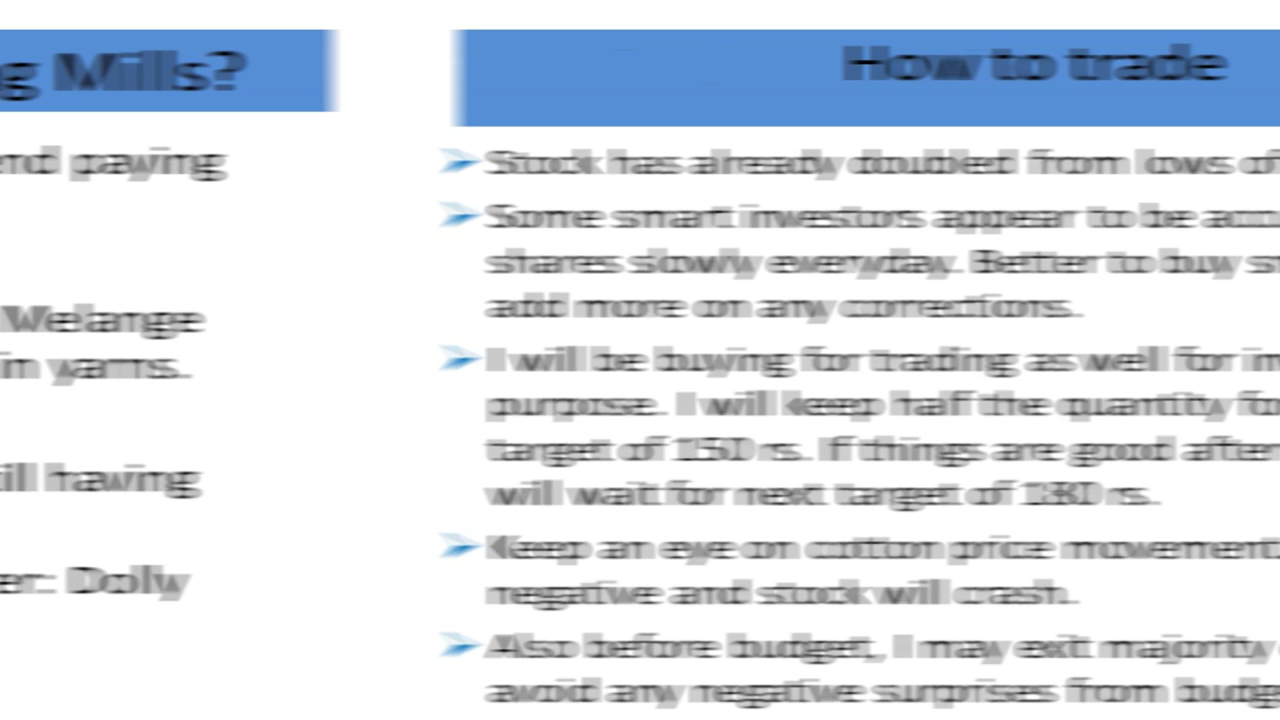 g Mills?
nd paying
Welange
in yarns.
ill having
er: Dolly
How to trade
Stock has already doubled from lows of
Some smart investors appear to be accu
shares slowly everyday. Better to buy sm
add more on any corrections.
I will be buying for trading as well for in
purpose. I will keep half the quantity fo
target of 150 rs. If things are good after
will wait for next target of 180 rs.
Keep an eye on cotton price movement
negative and stock will crash.
Also before budget, I may exit majority
avoid any negative surprises from budge